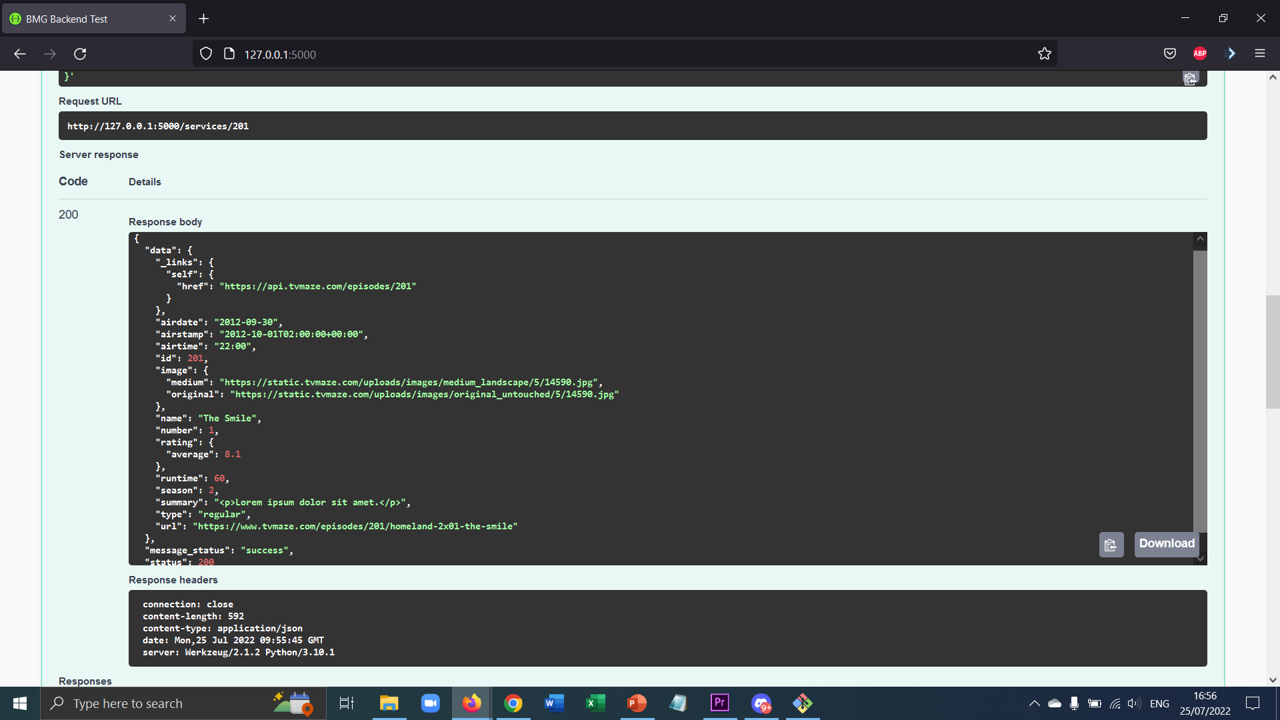 BMG Backend Test
127.0.0.1:5000
ABP
}'
Request URL
http://127.0.0.1:5000/services/201
Server response
Code Details
200
Response body
{
"data": {
"_links": {
"self": {
"href": "https://api.tvmaze.com/episodes/201"
}
},
"airdate": "2012-09-30",
"airstamp": "2012-10-01T02:00:00+00:00",
"airtime": "22:00",
"id": 201,
"image": {
"medium": "https://static.tvmaze.com/uploads/images/medium_landscape/5/14590.jpg",
"original": "https://static.tvmaze.com/uploads/images/original_untouched/5/14590.jpg"
},
"name": "The Smile",
"number": 1,
"rating": {
"average": 8.1
},
"runtime": 60,
"season": 2,
"summary": "<p>Lorem ipsum dolor sit amet.</p>",
"type": "regular",
"url": "https://www.tvmaze.com/episodes/201/homeland-2x01-the-smile"
},
"message_status": "success",
"status": 200
Download
Response headers
connection: close
content-length: 592
content-type: application/json
date: Mon,25 Jul 2022 09:55:45 GMT
server: Werkzeug/2.1.2 Python/3.10.1
Responses
Type here to search
W
X
P
Pr
9+
ENG
16:56
25/07/2022